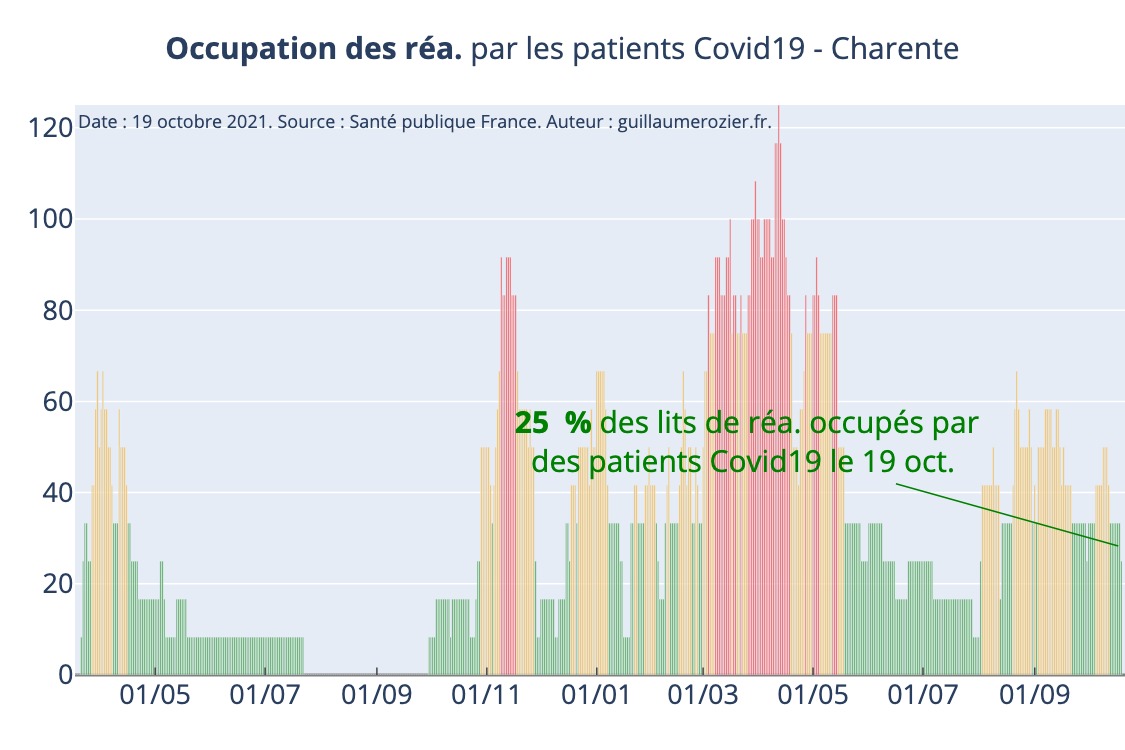 Occupation des réa. par les patients Covid19 - Charente
Date : 19 octobre 2021. Source : Santé publique France. Auteur : guillaumerozier.fr.
120
100
80
60
40
20
0
25 % des lits de réa. occupés par
des patients Covid19 le 19 oct.
01/05 01/07 01/09 01/11 01/01 01/03 01/05 01/07 01/09